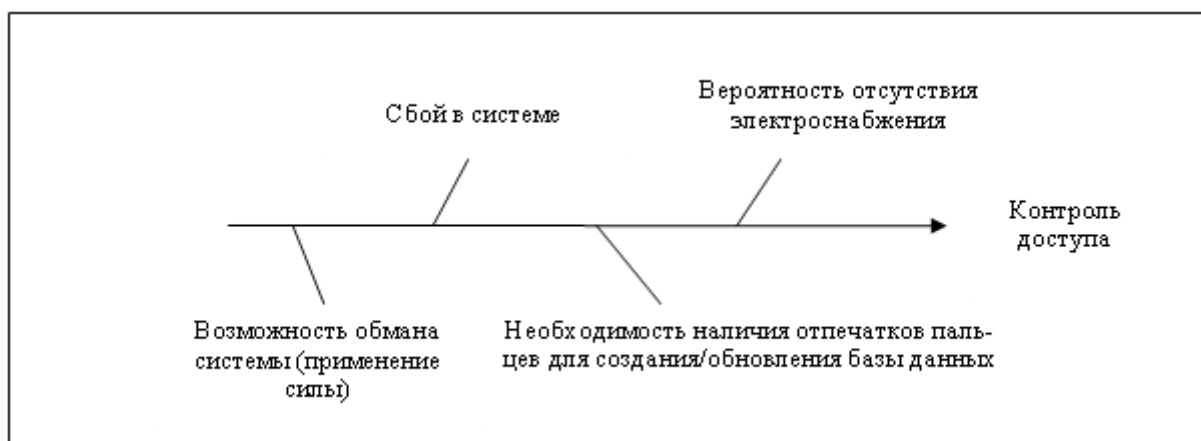 Сбой в системе
Вероятность отсутствия
электроснабжения
Контроль
доступа
Возможность обмана
системы (применение
силы)
Необходимость наличия отпечатков паль-
цев для создания/обновления базы данных